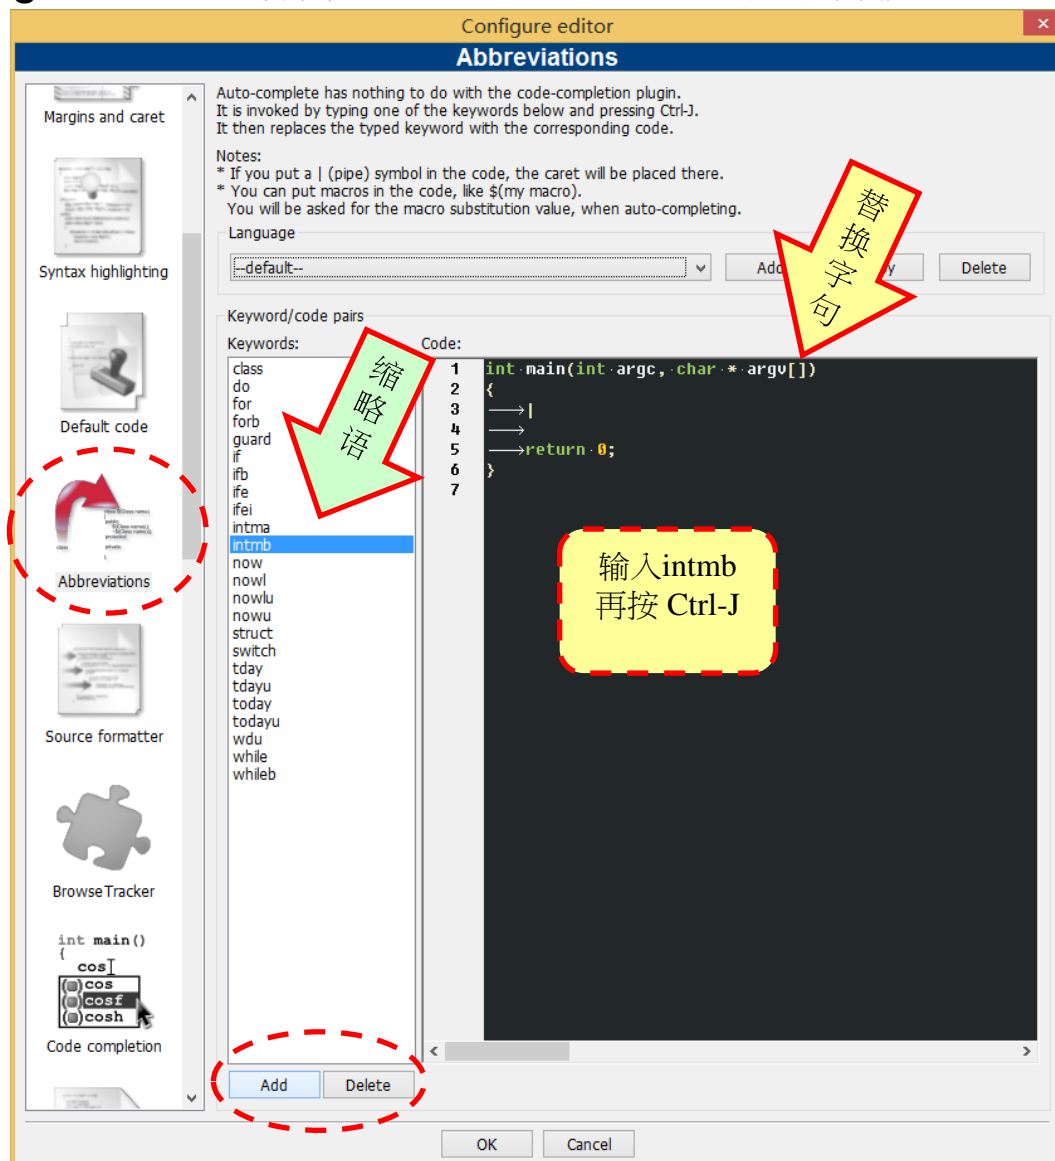 Configure editor
Abbreviations
Margins and caret
Syntax highlighting
Default code
Abbreviations
Source formatter
BrowseTracker
int main()
{
cos
(■)cos
(■)cosf
(■)cosh
Code completion
Auto-complete has nothing to do with the code-completion plugin.
It is invoked by typing one of the keywords below and pressing Ctrl-J.
It then replaces the typed keyword with the corresponding code.
Notes:
* If you put a | (pipe) symbol in the code, the caret will be placed there.
* You can put macros in the code, like $(my macro).
You will be asked for the macro substitution value, when auto-completing.
Language
--default--
Delete
替换字句
Keyword/code pairs
Keywords:
缩略语
class
do
for
forb
guard
if
ifb
ife
ifei
intma
intmb
now
nowl
nowlu
nowu
struct
switch
tday
tdayu
today
todayu
wdu
while
whileb
Code:
1 int main(int argc, char * argv[])
2 {
3 |
4
5 return 0;
6 }
7
输入intmb
再按 Ctrl-J
Add Delete
OK Cancel